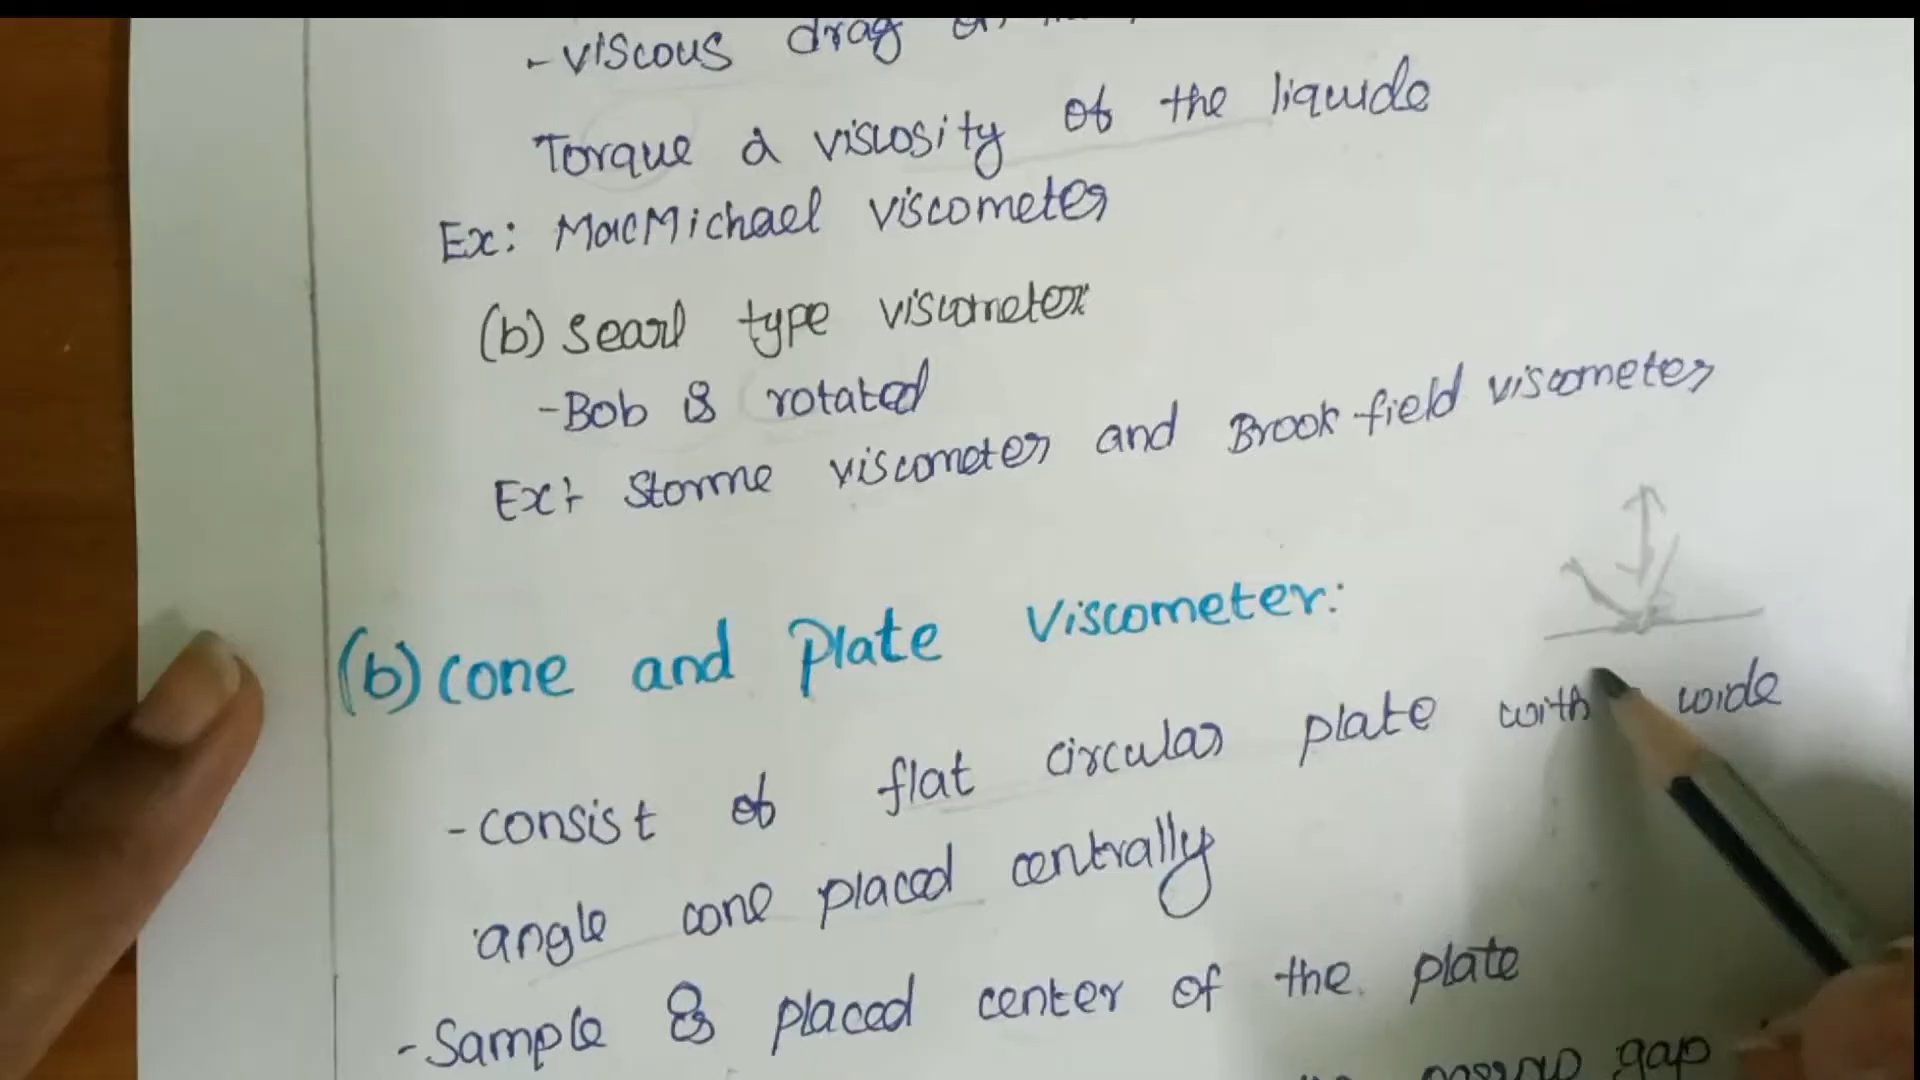 - viscous drag
Torque α viscosity of the liquide
Ex: MacMichael viscometer
(b) Searl type viscometer
- Bob is rotated
Ex:- Storme viscometer and Brook-field viscometer
(b) cone and Plate Viscometer:
- consist of flat circular plate with wide
angle cone placed centrally
- Sample is placed center of the plate
narrow gap